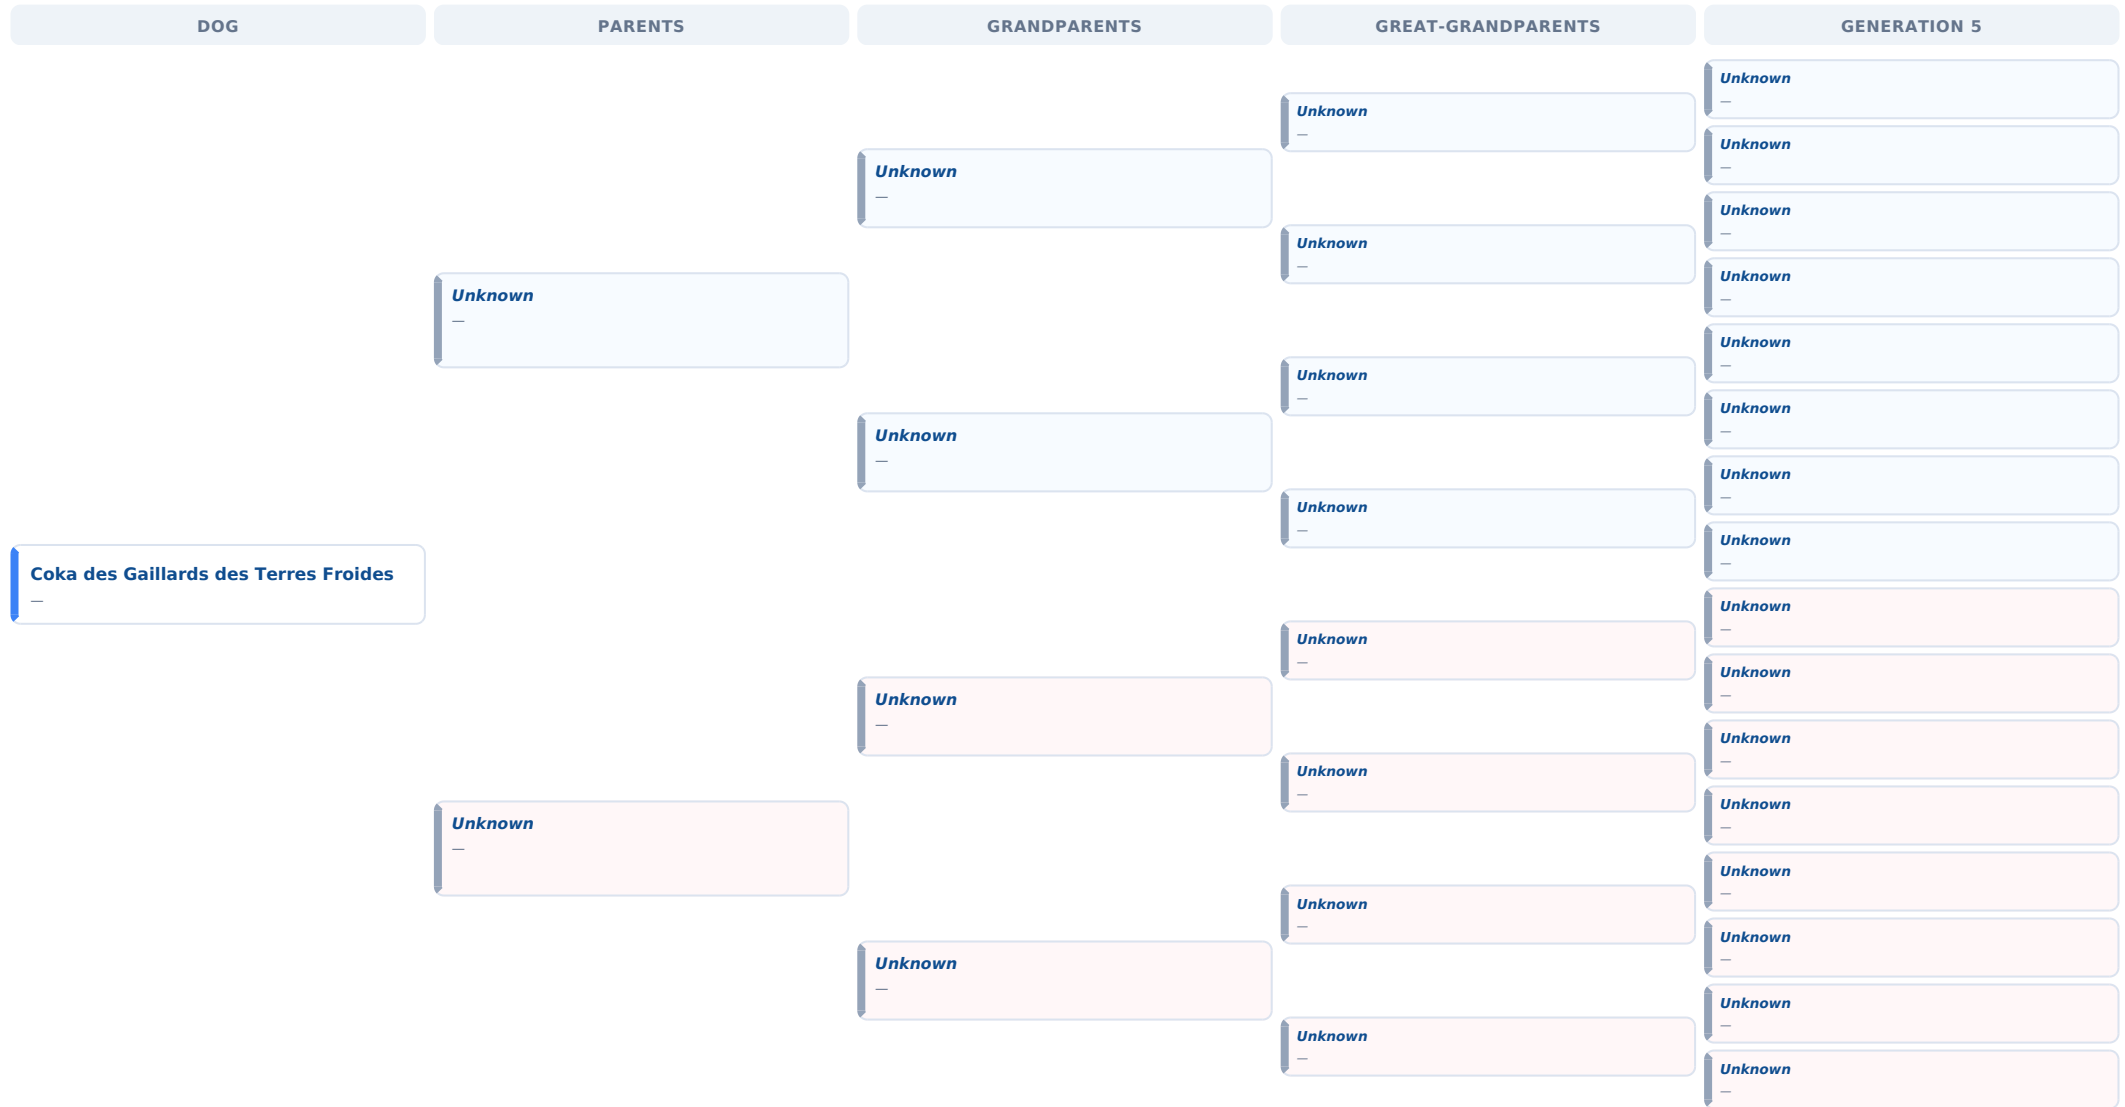 DOG
PARENTS
GRANDPARENTS
GREAT-GRANDPARENTS
GENERATION 5
Coka des Gaillards des Terres Froides
—
Unknown
—
Unknown
—
Unknown
—
Unknown
—
Unknown
—
Unknown
—
Unknown
—
Unknown
—
Unknown
—
Unknown
—
Unknown
—
Unknown
—
Unknown
—
Unknown
—
Unknown
—
Unknown
—
Unknown
—
Unknown
—
Unknown
—
Unknown
—
Unknown
—
Unknown
—
Unknown
—
Unknown
—
Unknown
—
Unknown
—
Unknown
—
Unknown
—
Unknown
—
Unknown
—